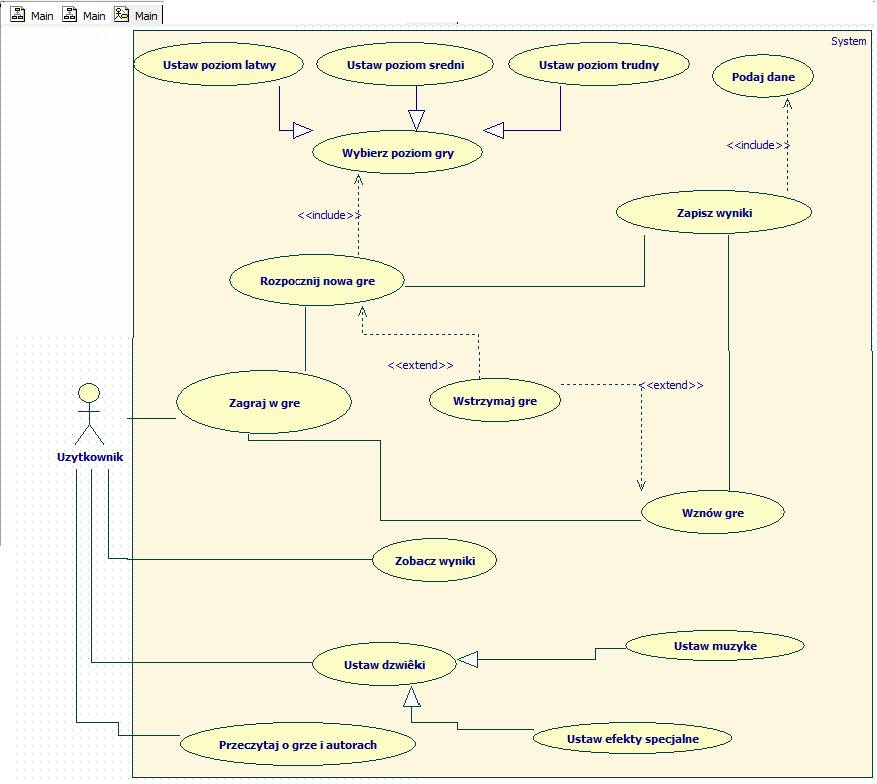 Main Main Main
System
Ustaw poziom latwy
Ustaw poziom sredni
Ustaw poziom trudny
Podaj dane
<<include>>
Wybierz poziom gry
<<include>>
Zapisz wyniki
Rozpocznij nowa gre
<<extend>>
<<extend>>
Zagraj w gre
Wstrzymaj gre
Uzytkownik
Wznów gre
Zobacz wyniki
Ustaw muzyke
Ustaw dzwiêki
Ustaw efekty specjalne
Przeczytaj o grze i autorach